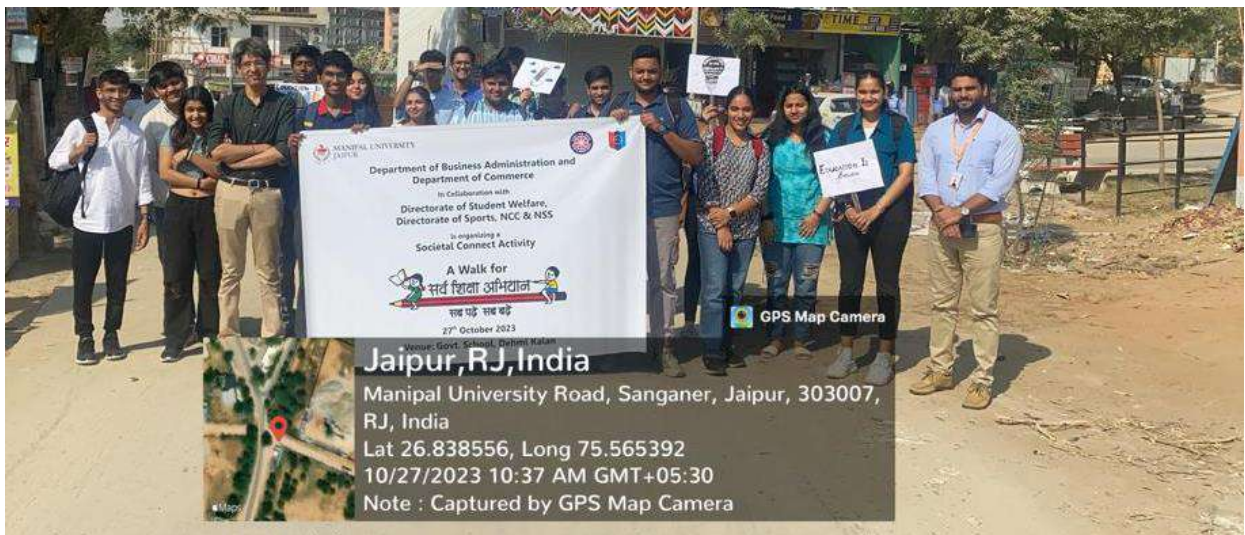 TIME
MANIPAL UNIVERSITY
JAIPUR
Department of Business Administration and
Department of Commerce
In Collaboration with
Directorate of Student Welfare,
Directorate of Sports, NCC & NSS
is organizing a
Societal Connect Activity
A Walk for
सर्व शिक्षा अभियान
सब पढ़ें सब बढ़ें
27th October 2023
Venue: Govt. School, Dehmi Kalan
EDUCATION IS
GPS Map Camera
Jaipur,RJ,India
Manipal University Road, Sanganer, Jaipur, 303007,
RJ, India
Lat 26.838556, Long 75.565392
10/27/2023 10:37 AM GMT+05:30
Note : Captured by GPS Map Camera
Maps